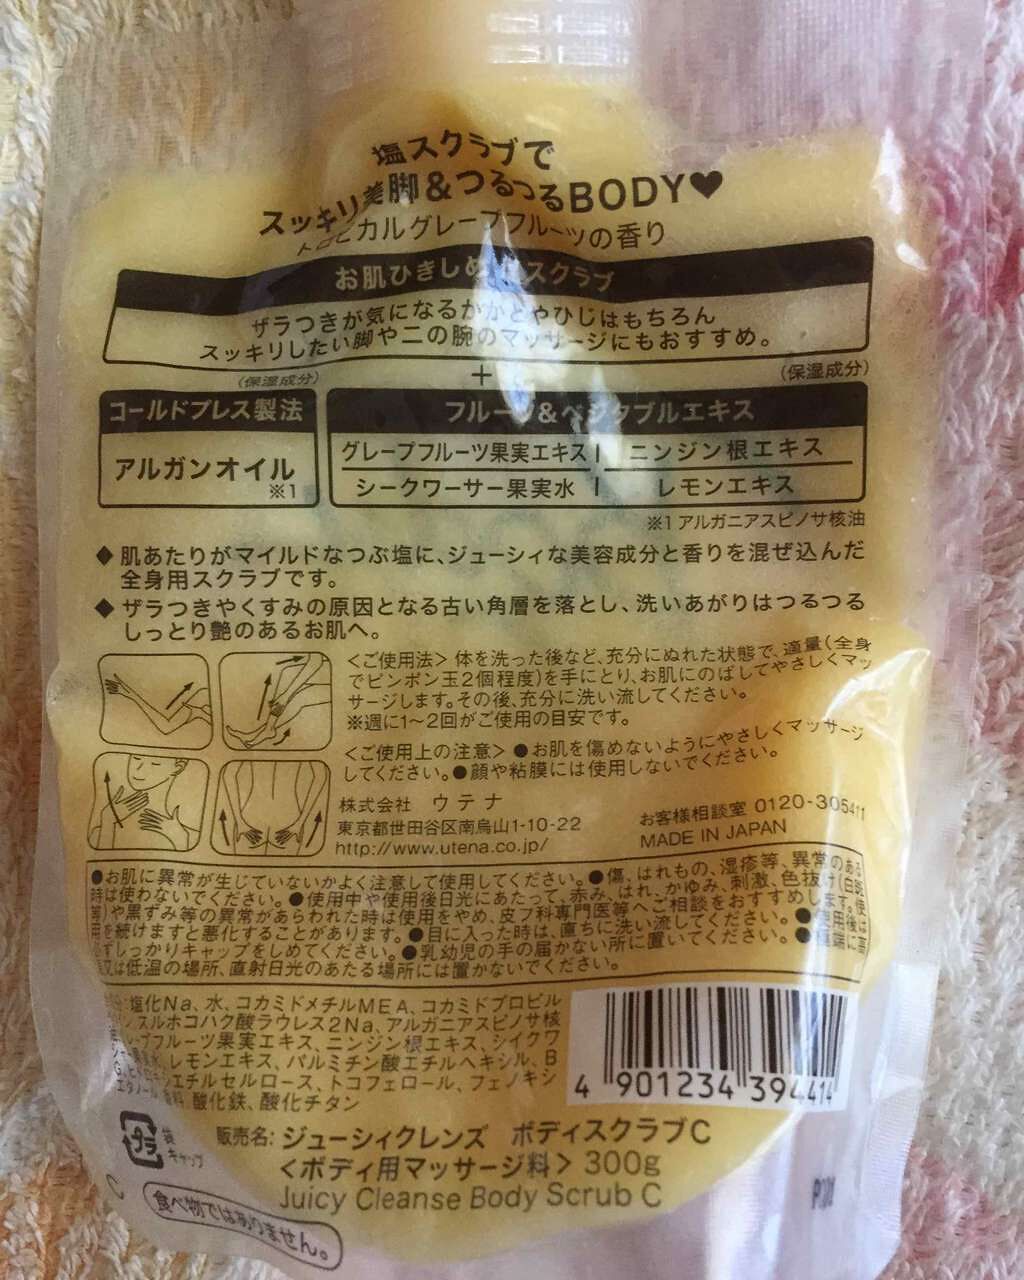 塩スクラブで
スッキリ美脚&つるつるBODY♥
トロピカルグレープフルーツの香り
お肌ひきしめ スクラブ
ザラつきが気になるかかとやひじはもちろん
スッキリしたい脚や二の腕のマッサージにもおすすめ。
(保湿成分)
+
(保湿成分)
コールドプレス製法
アルガンオイル
※1
フルーツ&ベジタブルエキス
グレープフルーツ果実エキス ニンジン根エキス
シークワーサー果実水 レモンエキス
※1 アルガニアスピノサ核油
◆ 肌あたりがマイルドなつぶ塩に、ジューシィな美容成分と香りを混ぜ込んだ
全身用スクラブです。
◆ ザラつきやくすみの原因となる古い角層を落とし、洗いあがりはつるつる
しっとり艶のあるお肌へ。
<ご使用法> 体を洗った後など、充分にぬれた状態で、適量(全身
でピンポン玉2個程度)を手にとり、お肌にのばしてやさしくマッ
サージします。その後、充分に洗い流してください。
※週に1〜2回がご使用の目安です。
<ご使用上の注意> ●お肌を傷めないようにやさしくマッサージ
してください。●顔や粘膜には使用しないでください。
株式会社 ウテナ
東京都世田谷区南烏山1-10-22
http://www.utena.co.jp/
お客様相談室 0120-305411
MADE IN JAPAN
●お肌に異常が生じていないかよく注意して使用してください。●傷、はれもの、湿疹等、異常のある
時は使わないでください。●使用中や使用後日光にあたって、赤み、はれ、かゆみ、刺激、色抜け(白斑
等)や黒ずみ等の異常があらわれた時は使用をやめ、皮フ科専門医等へご相談をおすすめします。使
用を続けますと悪化することがあります。●目に入った時は、直ちに洗い流してください。●使用後は
必ずしっかりキャップをしめてください。●乳幼児の手の届かない所に置いてください。●極端に高
又は低温の場所、直射日光のあたる場所には置かないでください。
塩化Na、水、コカミドメチルMEA、コカミドプロピル
スルホコハク酸ラウレス2Na、アルガニアスピノサ核
プフルーツ果実エキス、ニンジン根エキス、シイクワ
レモンエキス、パルミチン酸エチルヘキシル、B
エチルセルロース、トコフェロール、フェノキシ
酸化鉄、酸化チタン
4 901234 394414
プラ
袋
キャップ
販売名: ジューシィクレンズ ボディスクラブC
<ボディ用マッサージ料> 300g
Juicy Cleanse Body Scrub C
食べ物ではありません。